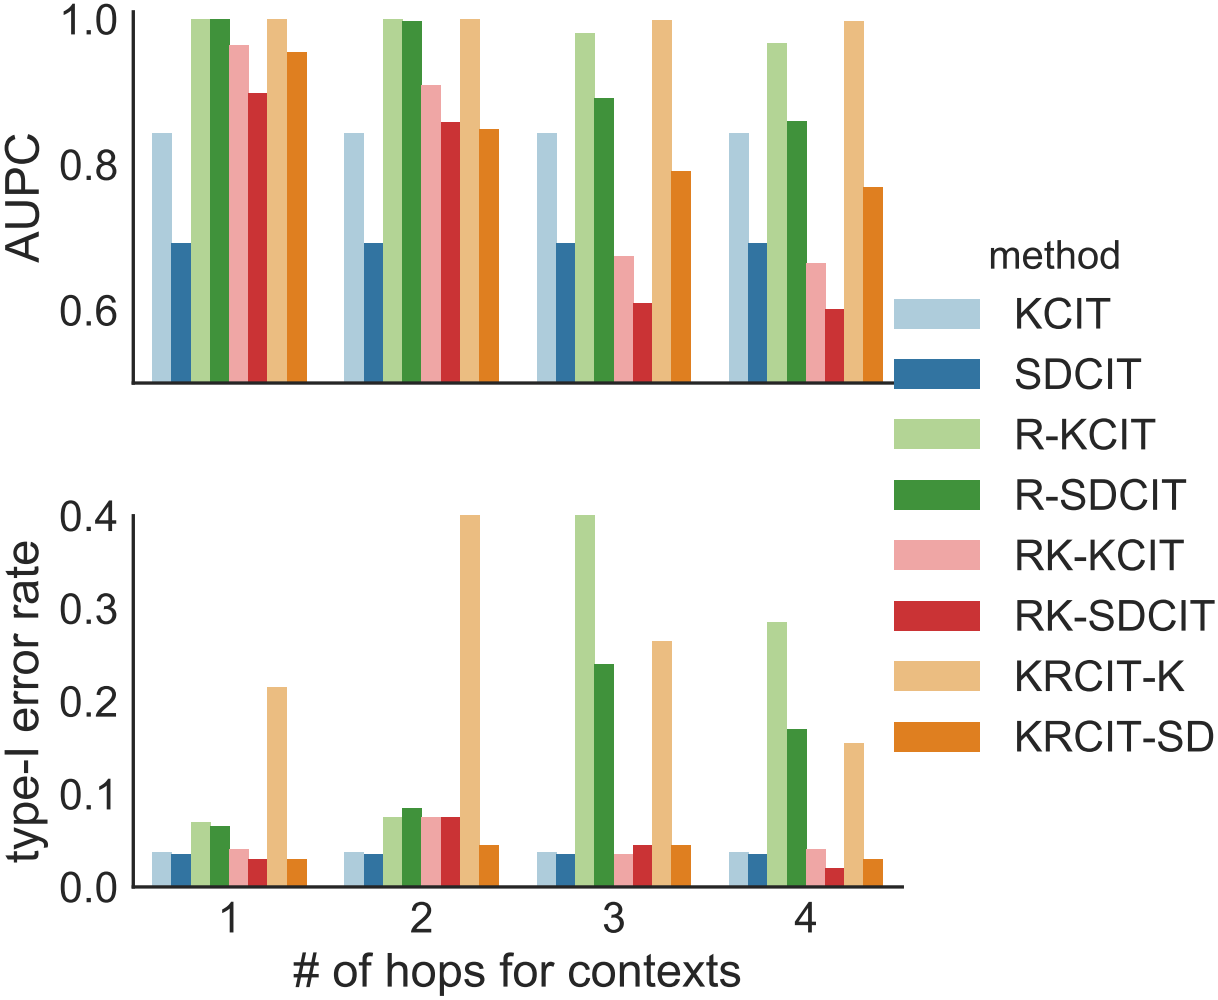 AUPC
1.0
0.8
0.6
method
KCIT
SDCIT
R-KCIT
R-SDCIT
RK-KCIT
RK-SDCIT
KRCIT-K
KRCIT-SD
type-I error rate
0.4
0.3
0.2
0.1
0.0
1 2 3 4
# of hops for contexts